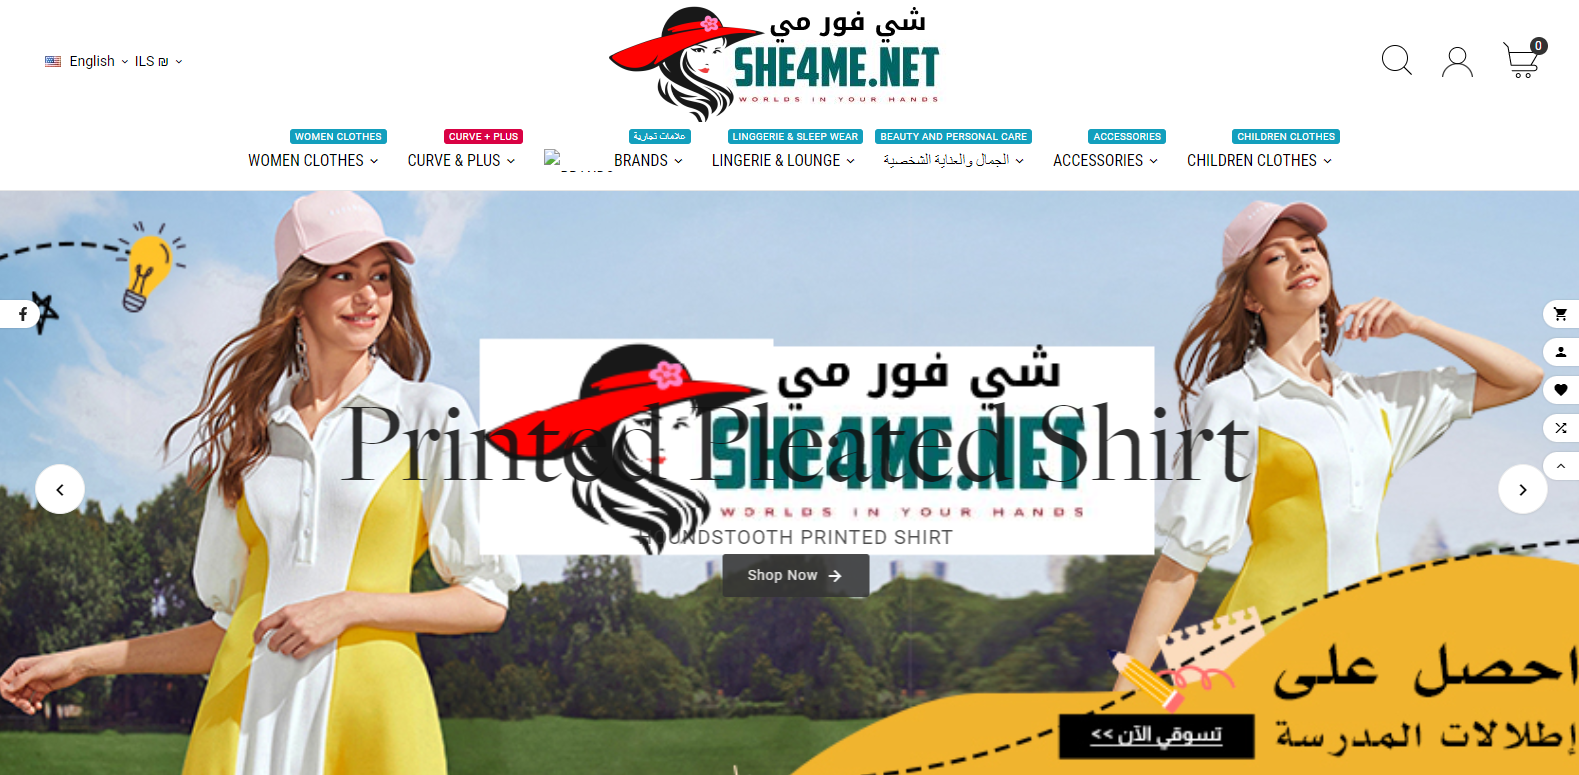 شي فور مي
SHE4ME.NET
WORLDS IN YOUR HANDS
English
ILS ₪
0
WOMEN CLOTHES
CURVE + PLUS
علامات تجارية
LINGGERIE & SLEEP WEAR
BEAUTY AND PERSONAL CARE
ACCESSORIES
CHILDREN CLOTHES
WOMEN CLOTHES
CURVE & PLUS
BRANDS
LINGERIE & LOUNGE
الجمال والعناية الشخصية
ACCESSORIES
CHILDREN CLOTHES
شي فور مي
SHE4ME.NET
Printed Pleated Shirt
WORLDS IN YOUR HANDS
HOUNDSTOOTH PRINTED SHIRT
Shop Now
احصل على
إطلالات المدرسة
تسوقي الآن >>